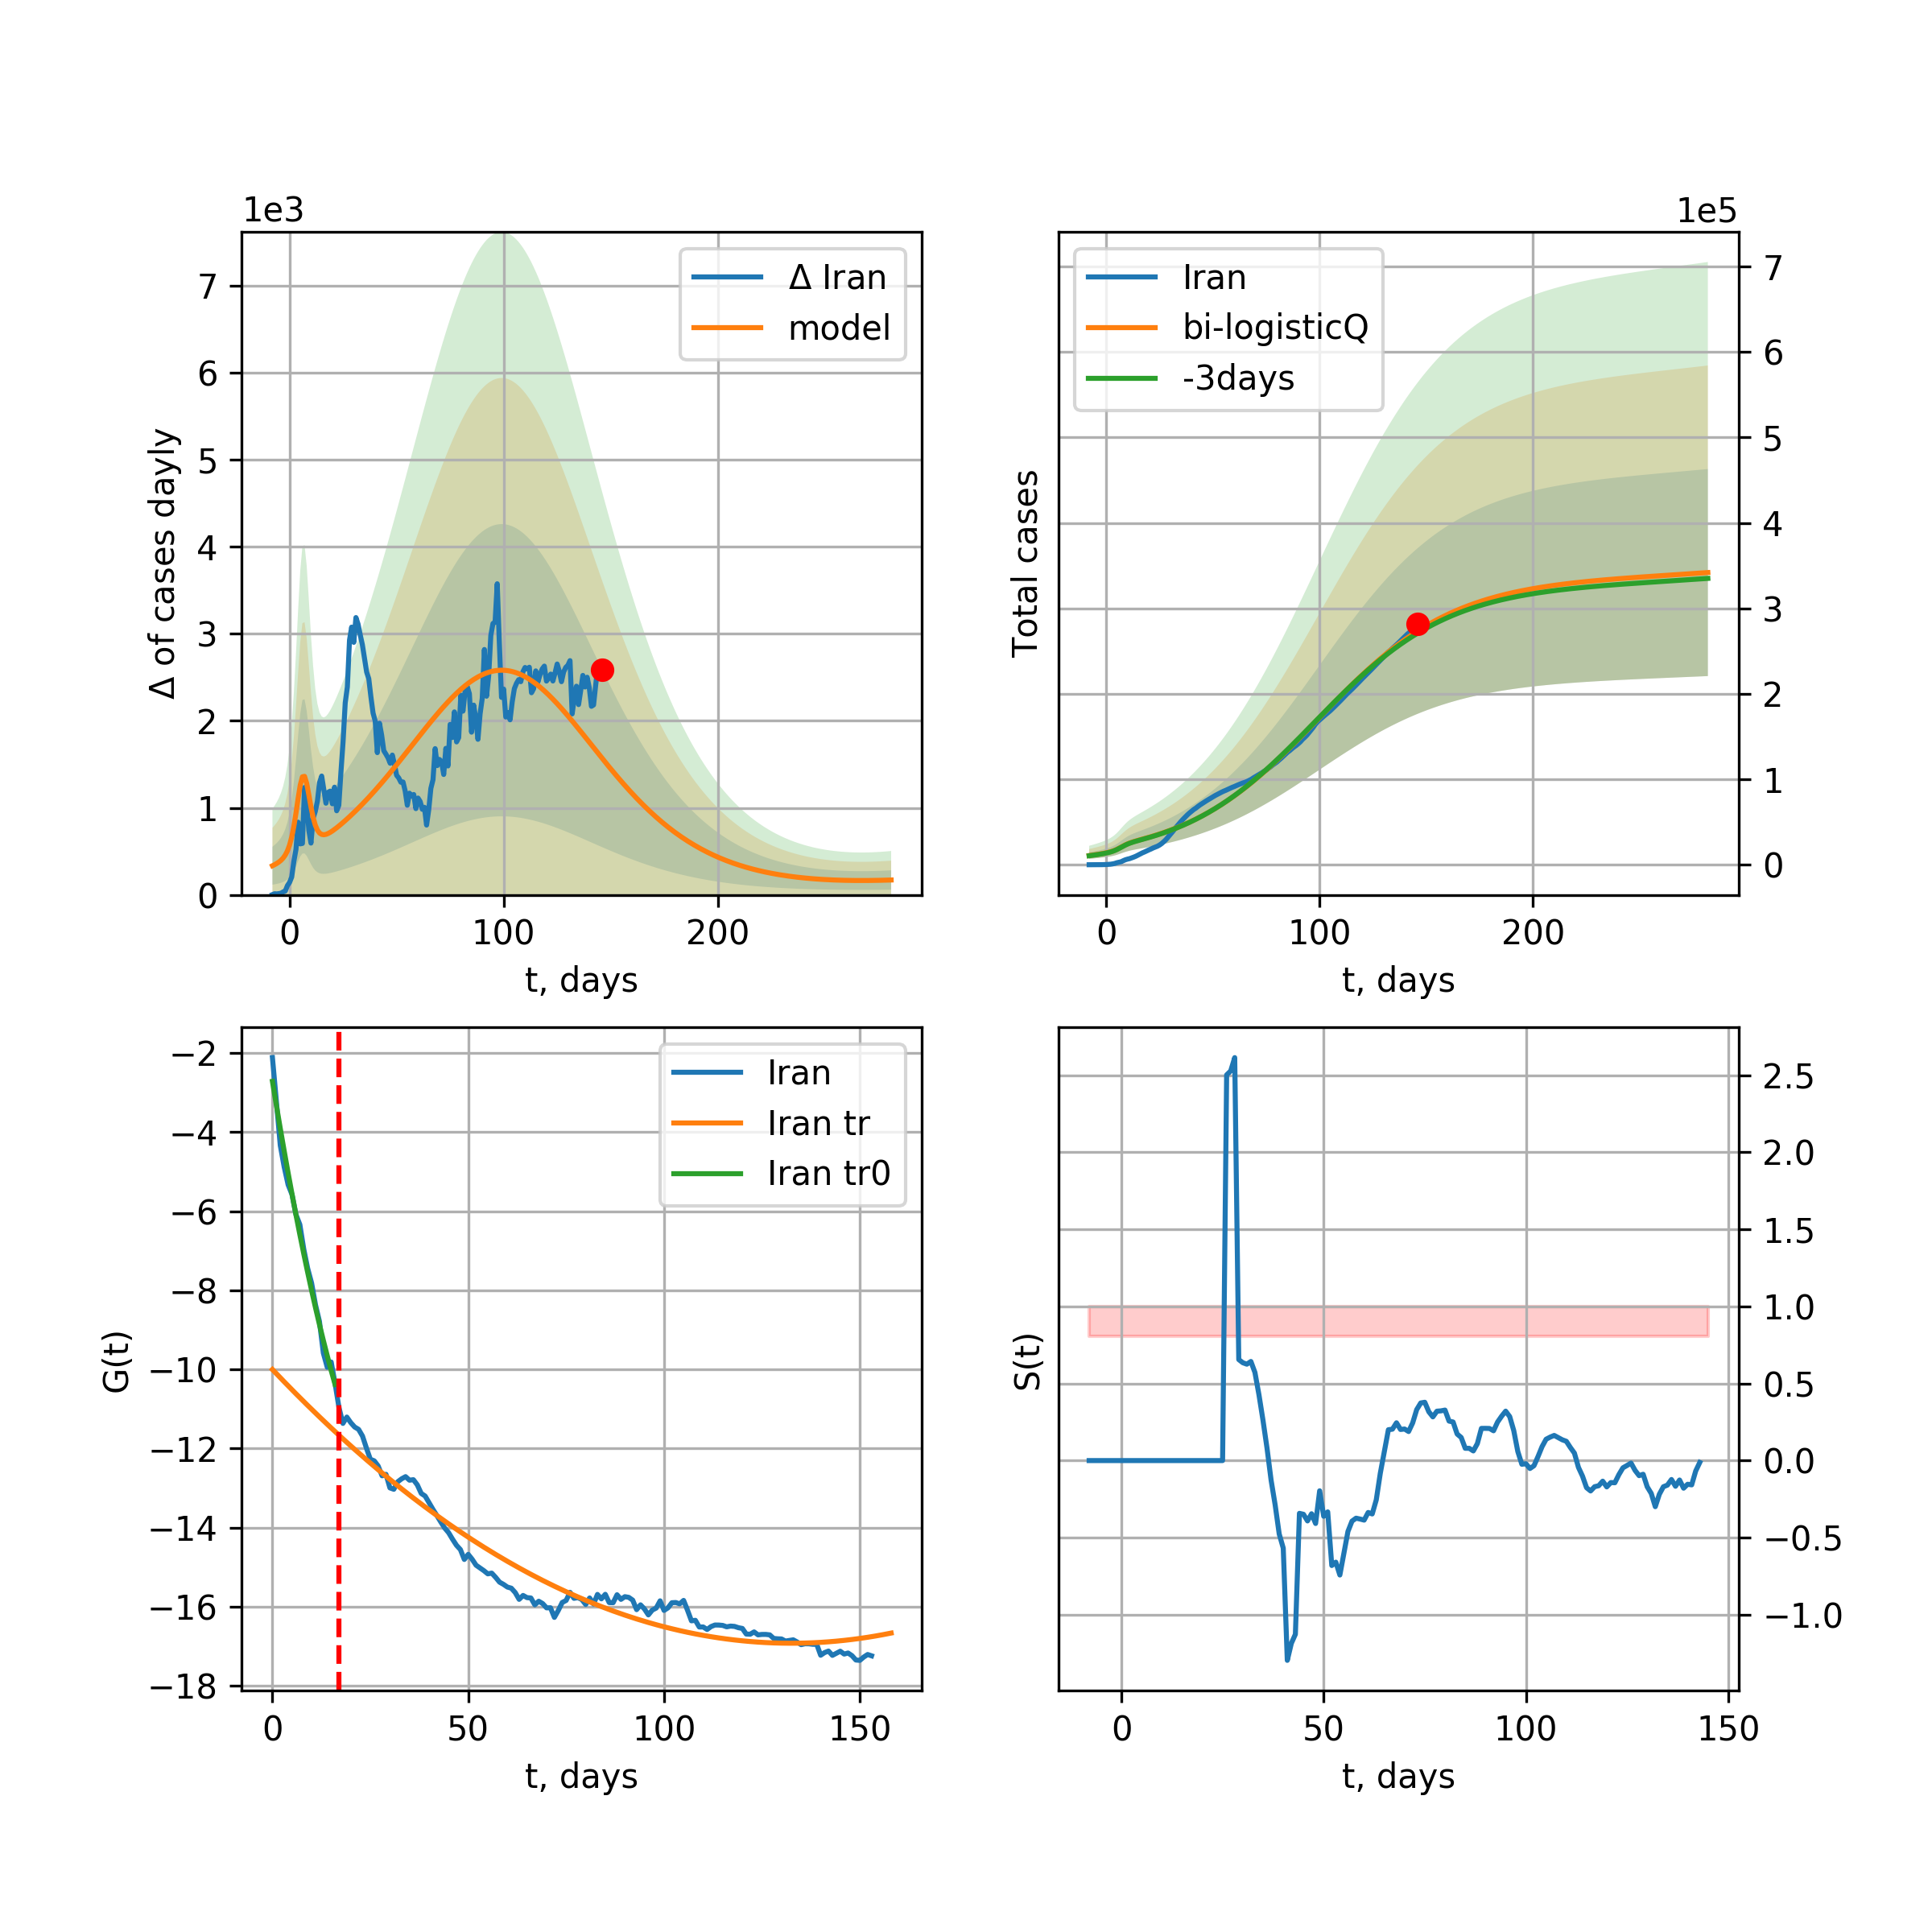 1e3
7
6
5
4
3
2
1
0
0 100 200
Δ of cases dayly
t, days
Δ Iran
model
1e5
7
6
5
4
3
2
1
0
0 100 200
Total cases
t, days
Iran
bi-logisticQ
-3days
−2
−4
−6
−8
−10
−12
−14
−16
−18
0 50 100 150
G(t)
t, days
Iran
Iran tr
Iran tr0
2.5
2.0
1.5
1.0
0.5
0.0
−0.5
−1.0
0 50 100 150
S(t)
t, days